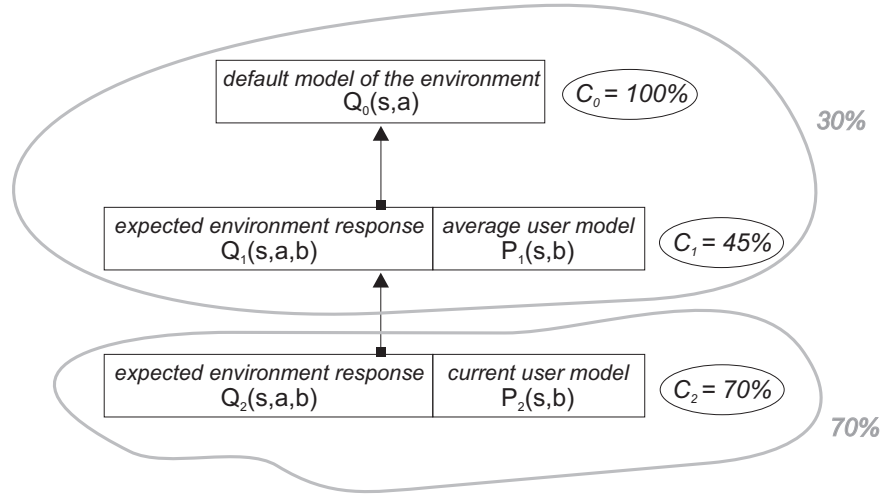 default model of the environment
Q₀(s,a)
C₀ = 100%
30%
expected environment response
Q₁(s,a,b)
average user model
P₁(s,b)
C₁ = 45%
expected environment response
Q₂(s,a,b)
current user model
P₂(s,b)
C₂ = 70%
70%